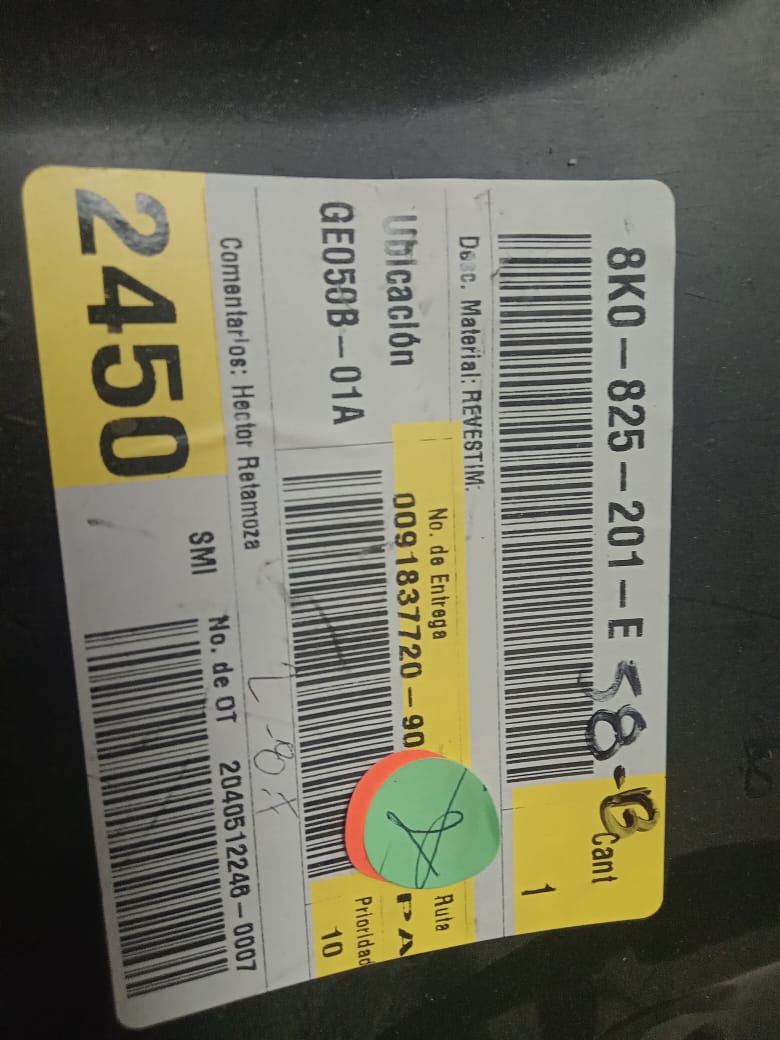 8K0-825-201-E
58-B
Cant
1
Desc. Material: REVESTIM:
Ubicación
GE050B-01A
No. de Entrega
0091837720-90
Ruta
PA
Prioridad
10
Comentarios: Hector Retamoza
2450
SMI
No. de OT 2040512246-0007